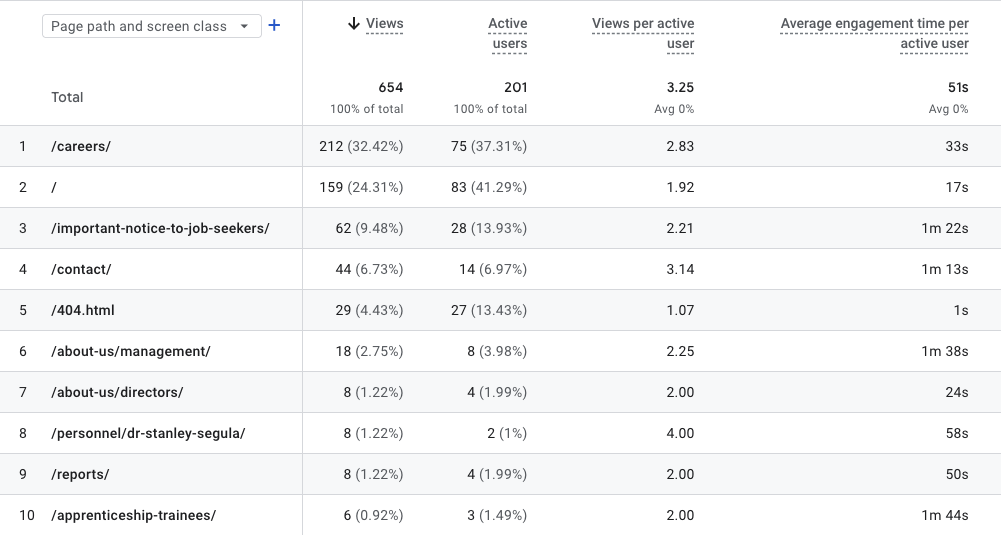 Page path and screen class + Views Active users Views per active user Average engagement time per active user
Total 654 201 3.25 51s
100% of total 100% of total Avg 0% Avg 0%
1 /careers/ 212 (32.42%) 75 (37.31%) 2.83 33s
2 / 159 (24.31%) 83 (41.29%) 1.92 17s
3 /important-notice-to-job-seekers/ 62 (9.48%) 28 (13.93%) 2.21 1m 22s
4 /contact/ 44 (6.73%) 14 (6.97%) 3.14 1m 13s
5 /404.html 29 (4.43%) 27 (13.43%) 1.07 1s
6 /about-us/management/ 18 (2.75%) 8 (3.98%) 2.25 1m 38s
7 /about-us/directors/ 8 (1.22%) 4 (1.99%) 2.00 24s
8 /personnel/dr-stanley-segula/ 8 (1.22%) 2 (1%) 4.00 58s
9 /reports/ 8 (1.22%) 4 (1.99%) 2.00 50s
10 /apprenticeship-trainees/ 6 (0.92%) 3 (1.49%) 2.00 1m 44s